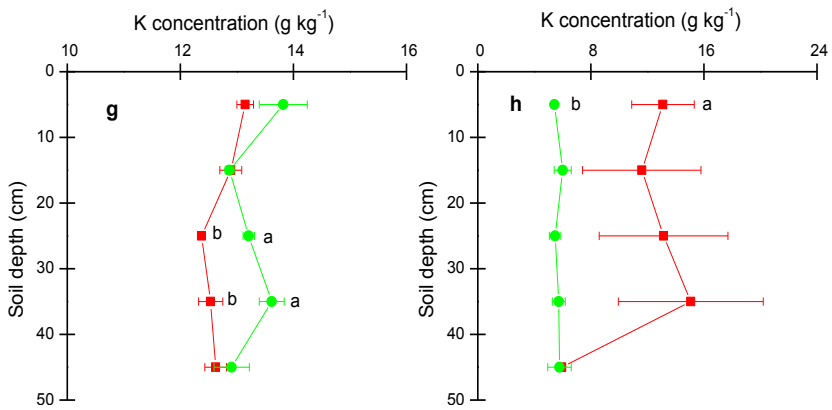 K concentration (g kg⁻¹)
10 12 14 16
0
10
20
30
40
50
Soil depth (cm)
g
b a
b a
K concentration (g kg⁻¹)
0 8 16 24
0
10
20
30
40
50
Soil depth (cm)
h b a